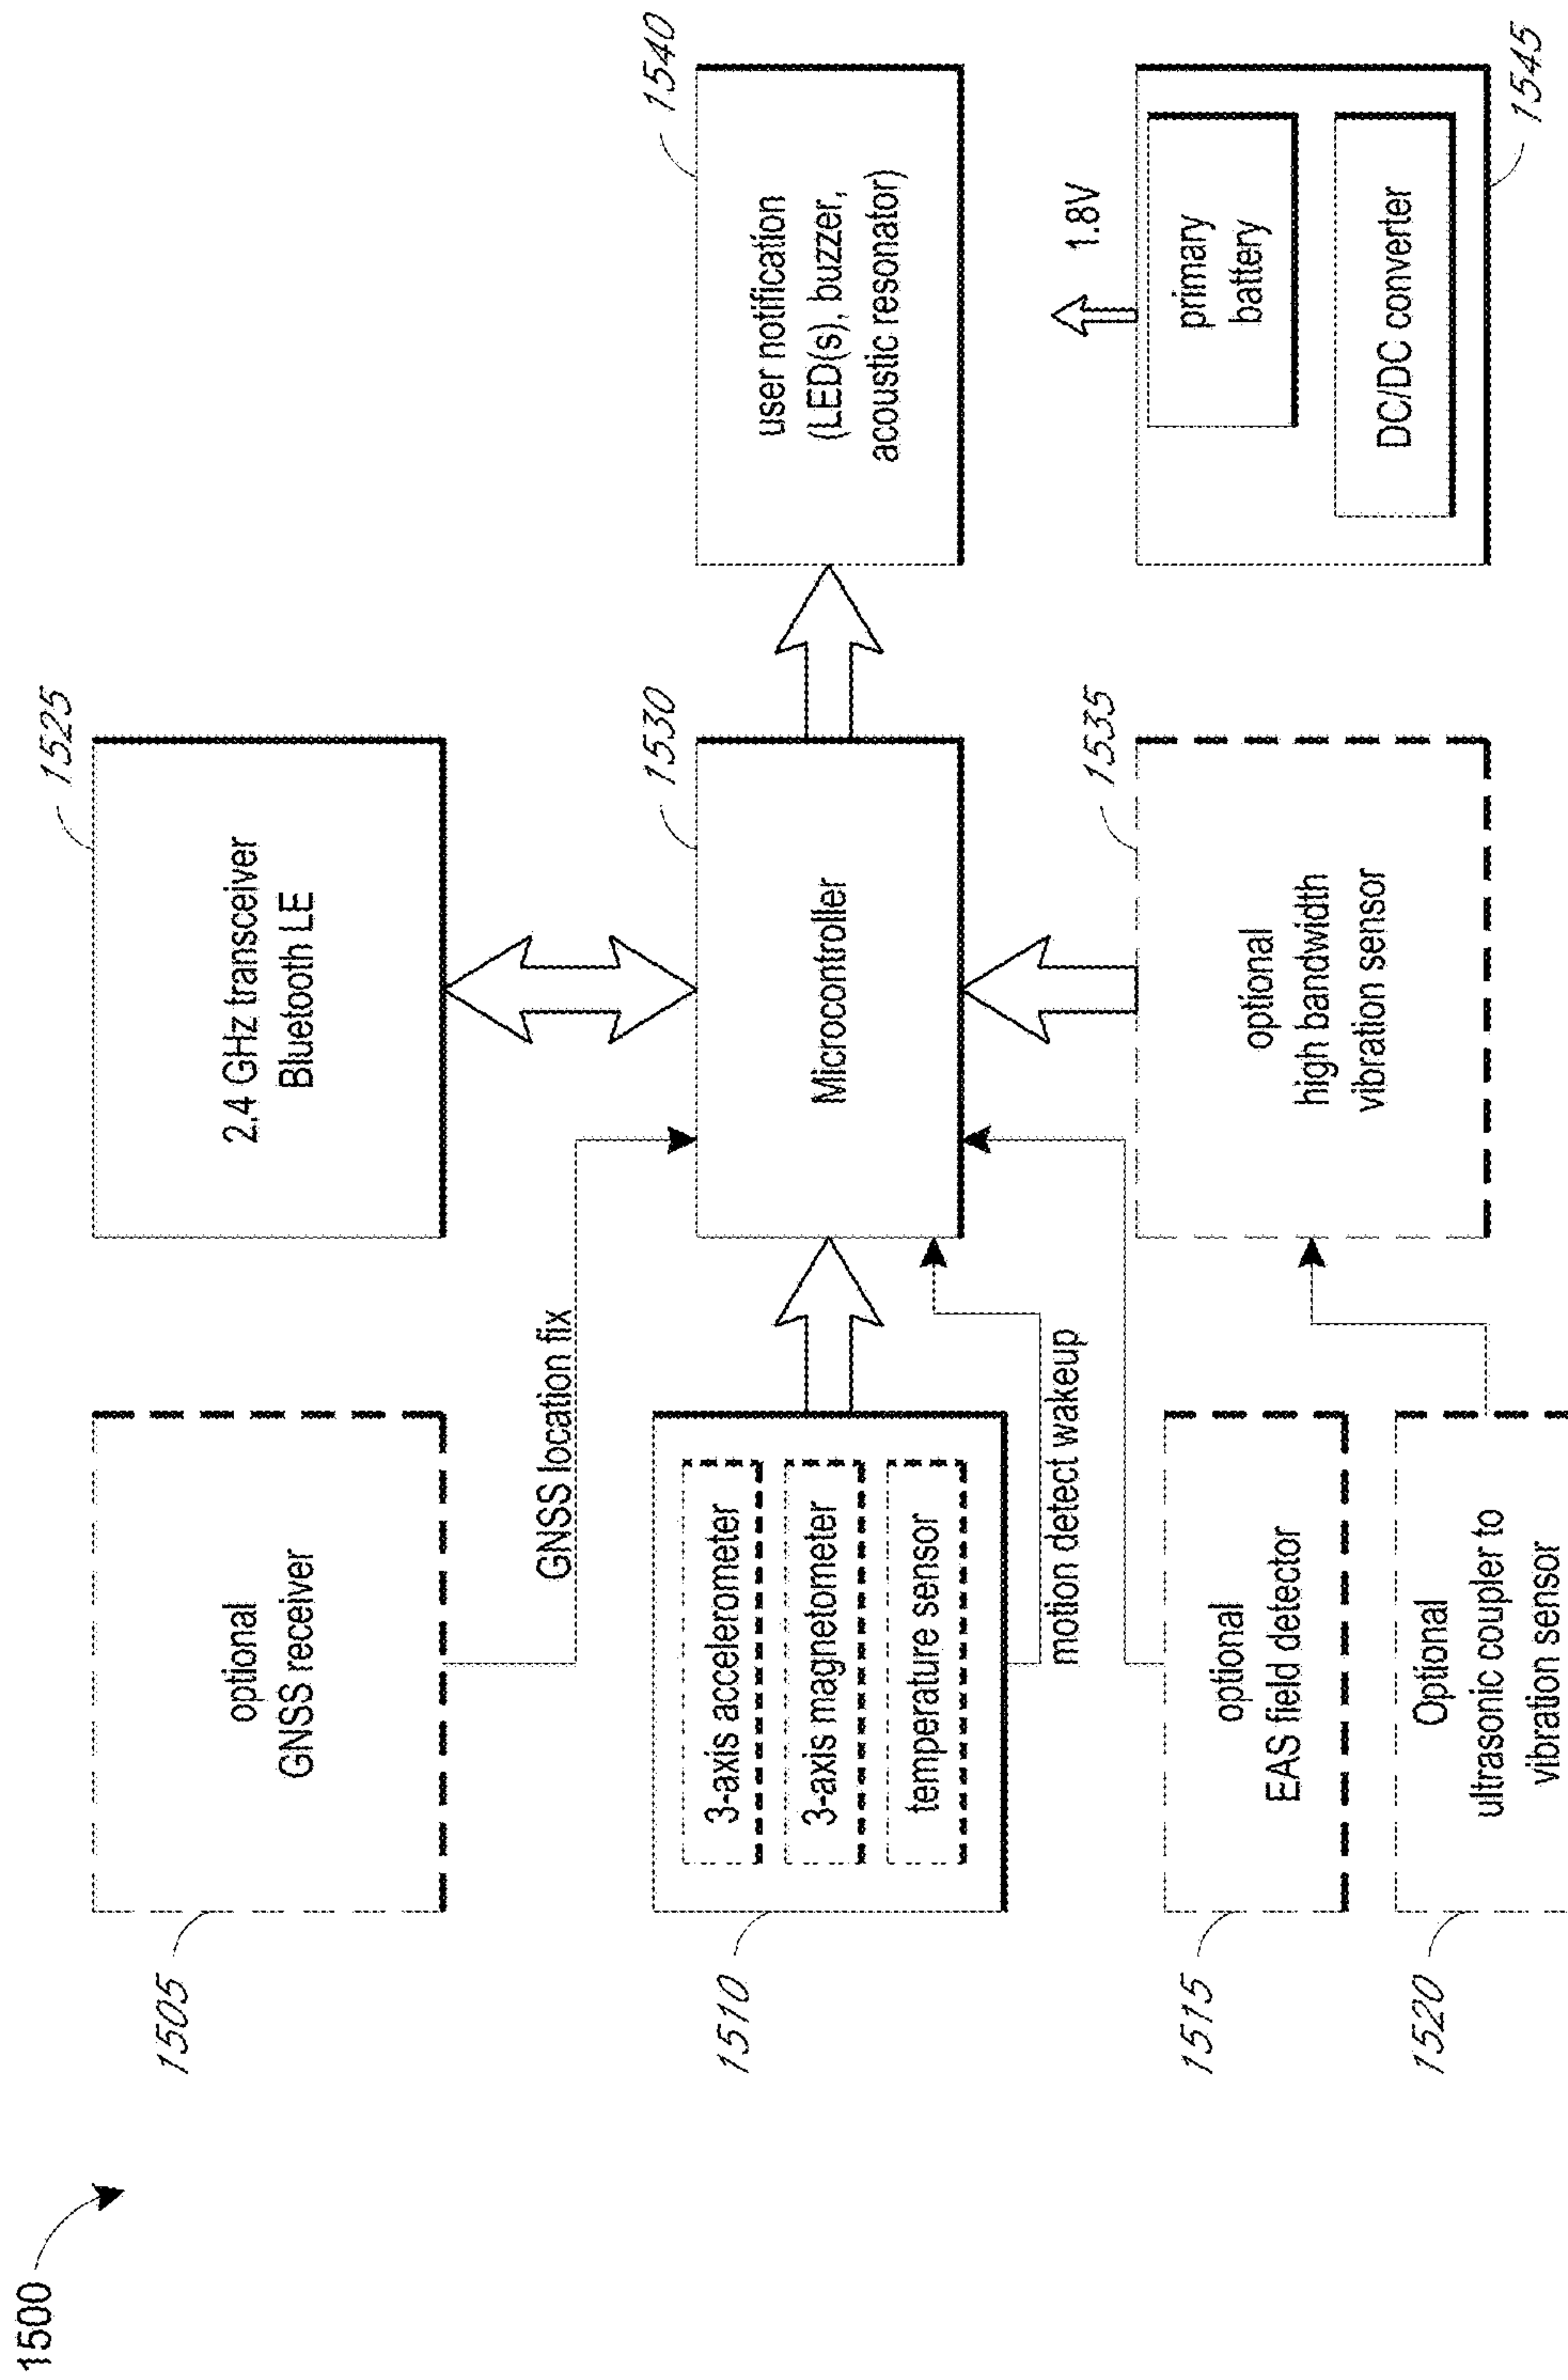 1500
1505
optional
GNSS receiver
GNSS location fix
1510
3-axis accelerometer
3-axis magnetometer
temperature sensor
motion detect wakeup
1515
optional
EAS field detector
1520
Optional
ultrasonic coupler to
vibration sensor
1525
2.4 GHz transceiver
Bluetooth LE
1530
Microcontroller
1535
optional
high bandwidth
vibration sensor
1540
user notification
(LED(s), buzzer,
acoustic resonator)
1.8V
primary
battery
DC/DC converter
1545